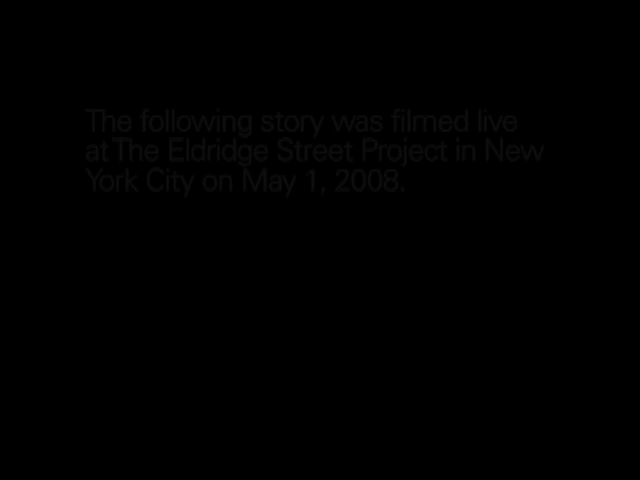 The following story was filmed live
at The Eldridge Street Project in New
York City on May 1, 2008.